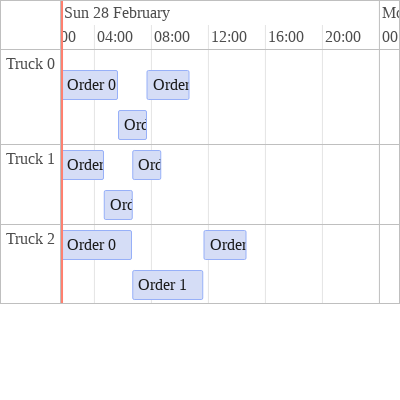 Sun 28 February Mo
00 04:00 08:00 12:00 16:00 20:00 00
Truck 0
Order 0 Order
Ord
Truck 1
Order Ord
Ord
Truck 2
Order 0 Order
Order 1